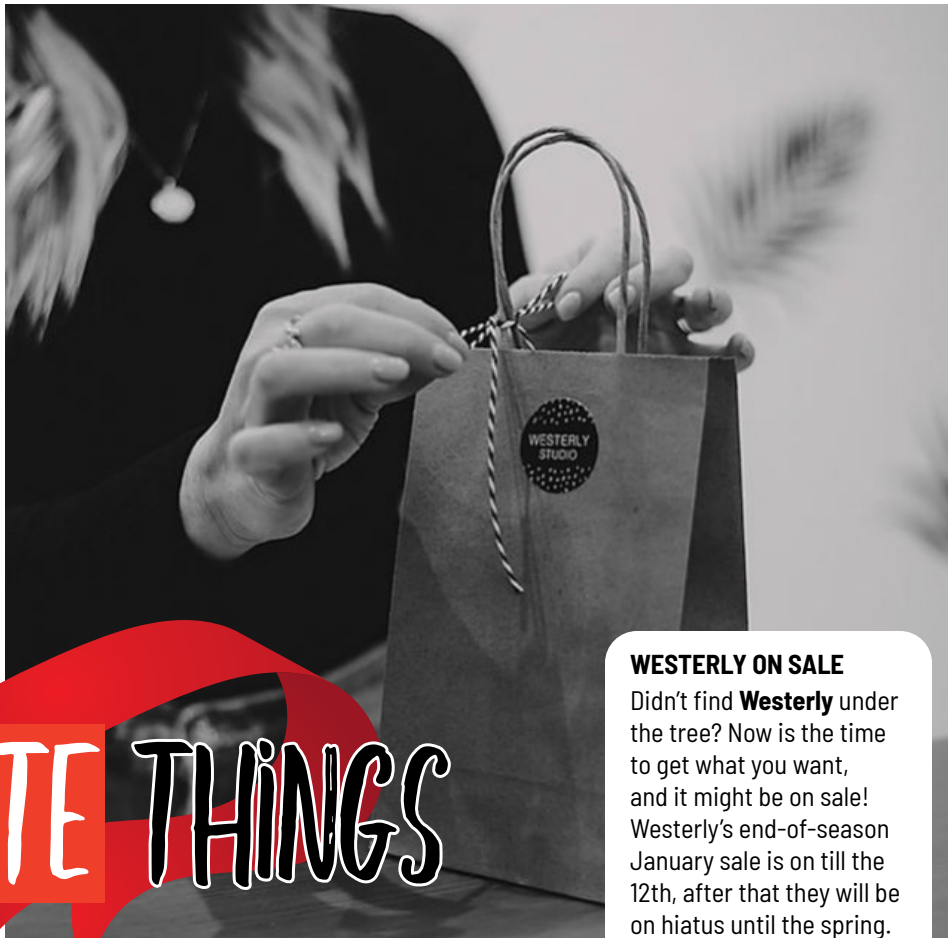 WESTERLY
STUDIO
TE THiNGS
WESTERLY ON SALE
Didn’t find Westerly under
the tree? Now is the time
to get what you want,
and it might be on sale!
Westerly’s end-of-season
January sale is on till the
12th, after that they will be
on hiatus until the spring.